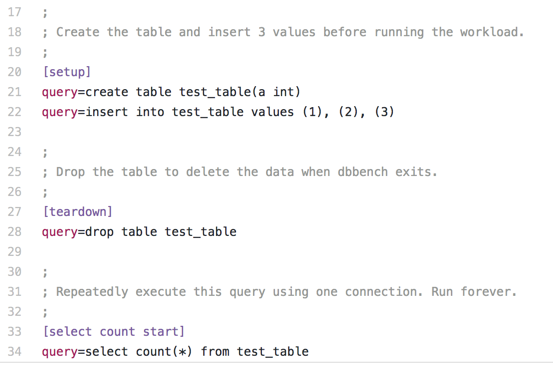 17 ;
18 ; Create the table and insert 3 values before running the workload.
19 ;
20 [setup]
21 query=create table test_table(a int)
22 query=insert into test_table values (1), (2), (3)
23
24 ;
25 ; Drop the table to delete the data when dbbench exits.
26 ;
27 [teardown]
28 query=drop table test_table
29
30 ;
31 ; Repeatedly execute this query using one connection. Run forever.
32 ;
33 [select count start]
34 query=select count(*) from test_table